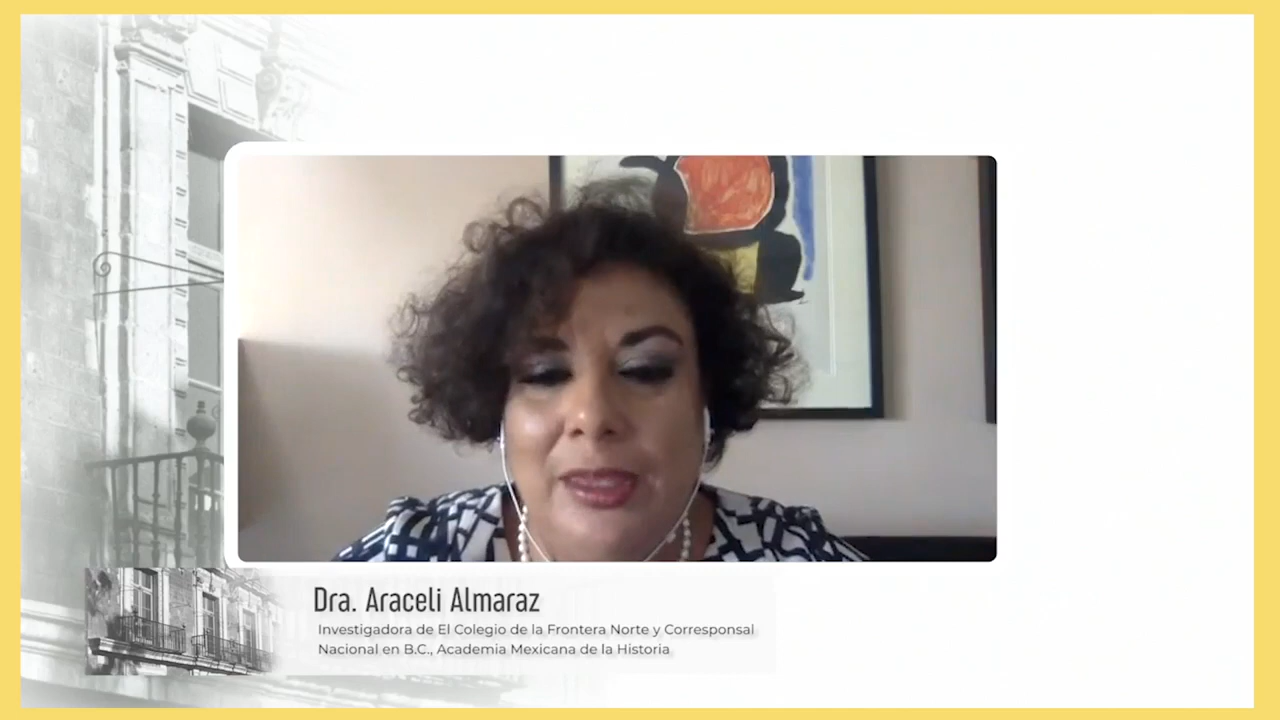 Dra. Araceli Almaraz
Investigadora de El Colegio de la Frontera Norte y Corresponsal
Nacional en B.C., Academia Mexicana de la Historia